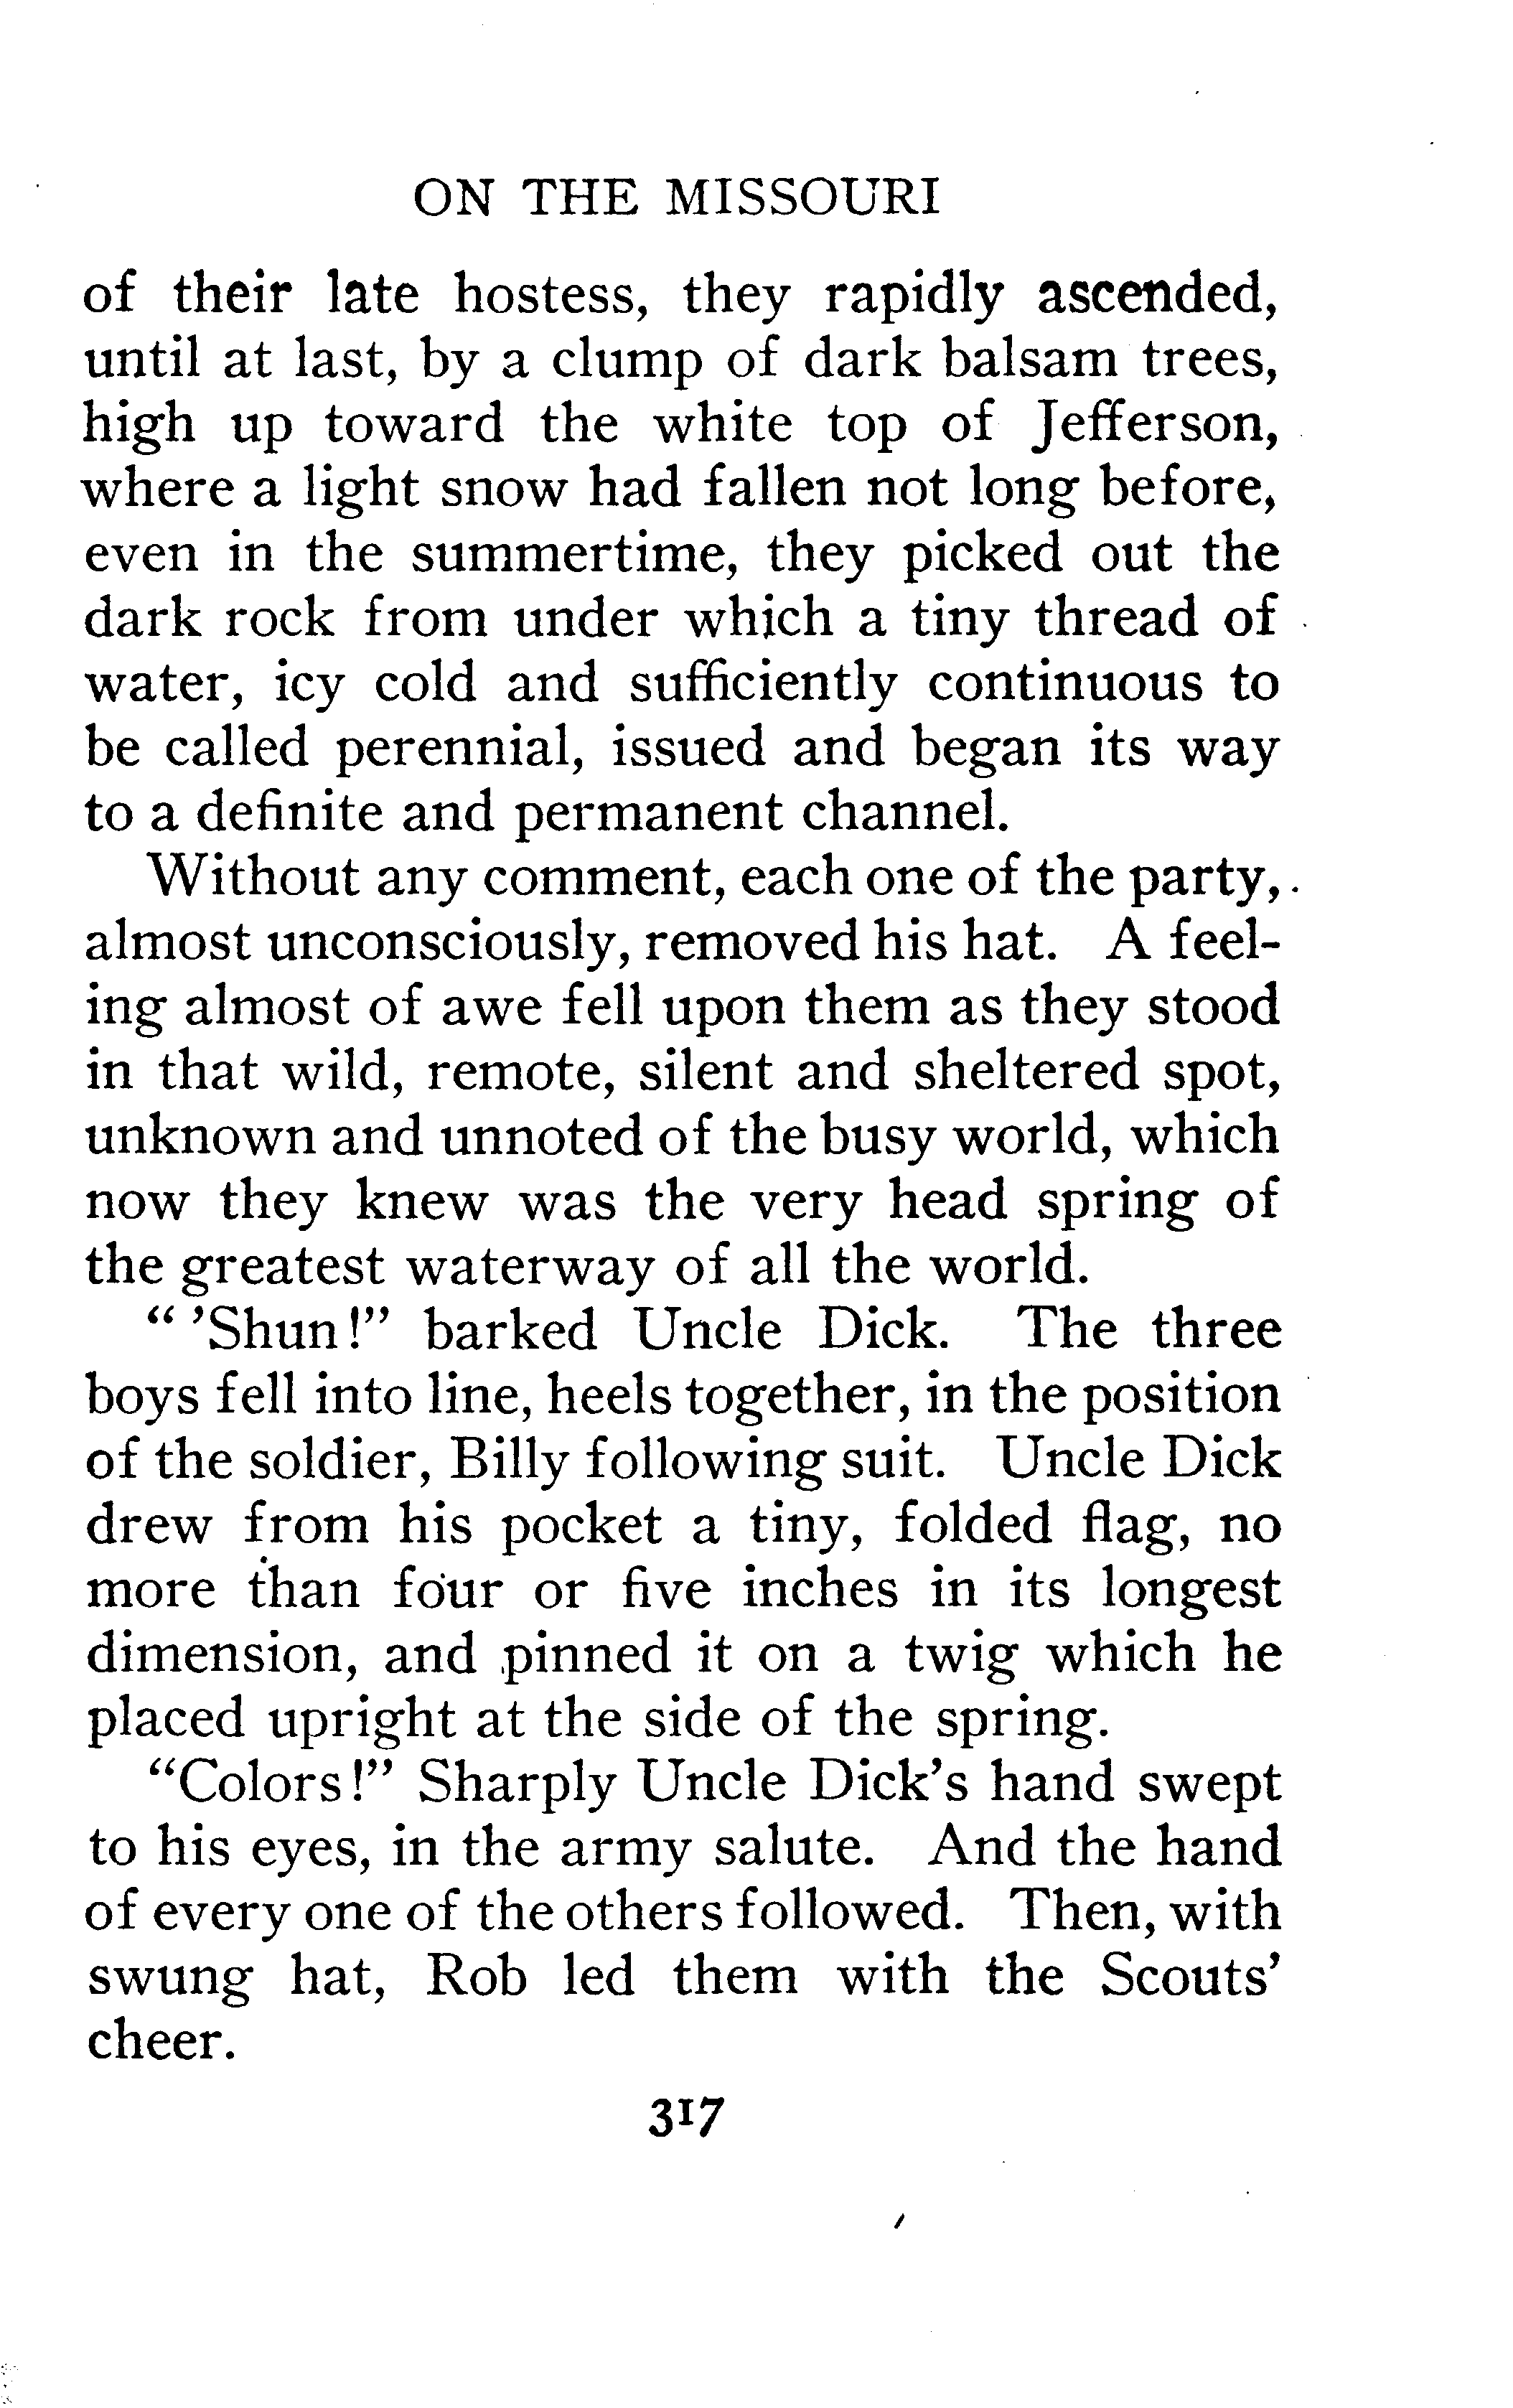 ON THE MISSOURI
of their late hostess, they rapidly ascended,
until at last, by a clump of dark balsam trees,
high up toward the white top of Jefferson,
where a light snow had fallen not long before,
even in the summertime, they picked out the
dark rock from under which a tiny thread of
water, icy cold and sufficiently continuous to
be called perennial, issued and began its way
to a definite and permanent channel.
Without any comment, each one of the party,
almost unconsciously, removed his hat. A feel-
ing almost of awe fell upon them as they stood
in that wild, remote, silent and sheltered spot,
unknown and unnoted of the busy world, which
now they knew was the very head spring of
the greatest waterway of all the world.
“ ’Shun!” barked Uncle Dick. The three
boys fell into line, heels together, in the position
of the soldier, Billy following suit. Uncle Dick
drew from his pocket a tiny, folded flag, no
more than four or five inches in its longest
dimension, and pinned it on a twig which he
placed upright at the side of the spring.
“Colors!” Sharply Uncle Dick’s hand swept
to his eyes, in the army salute. And the hand
of every one of the others followed. Then, with
swung hat, Rob led them with the Scouts’
cheer.
317